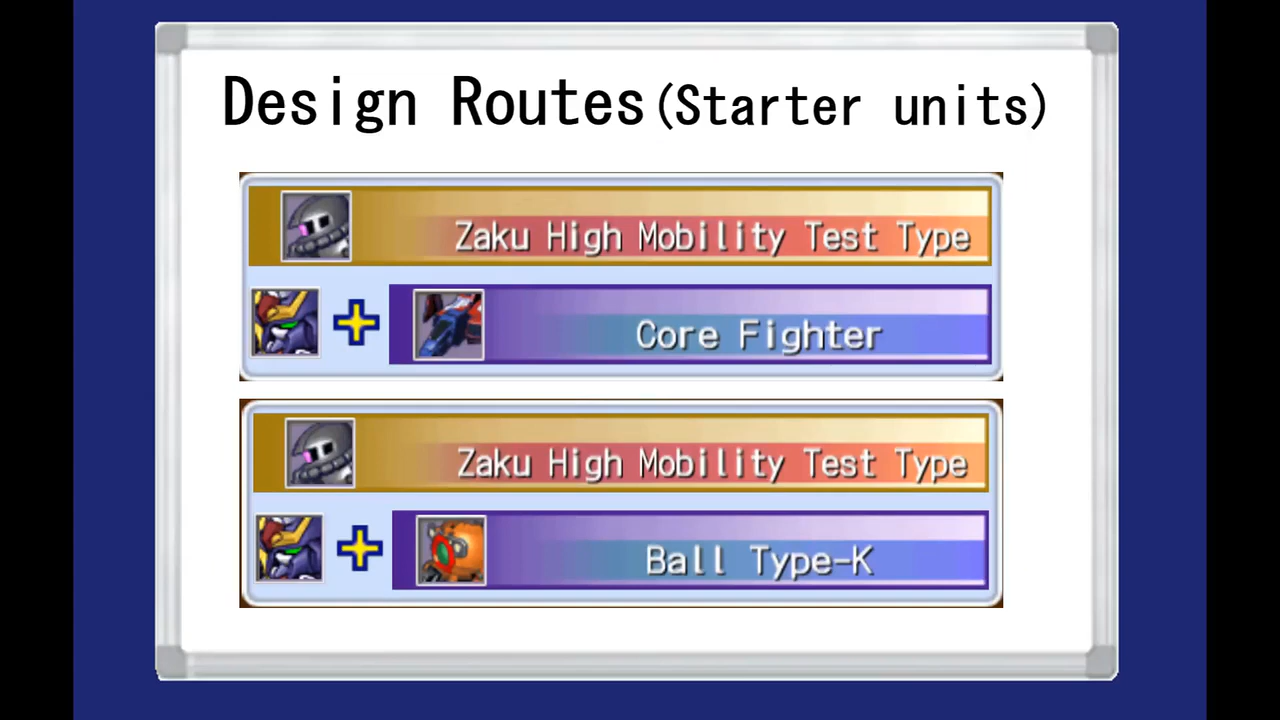 Design Routes(Starter units)
Zaku High Mobility Test Type
Core Fighter
Zaku High Mobility Test Type
Ball Type-K